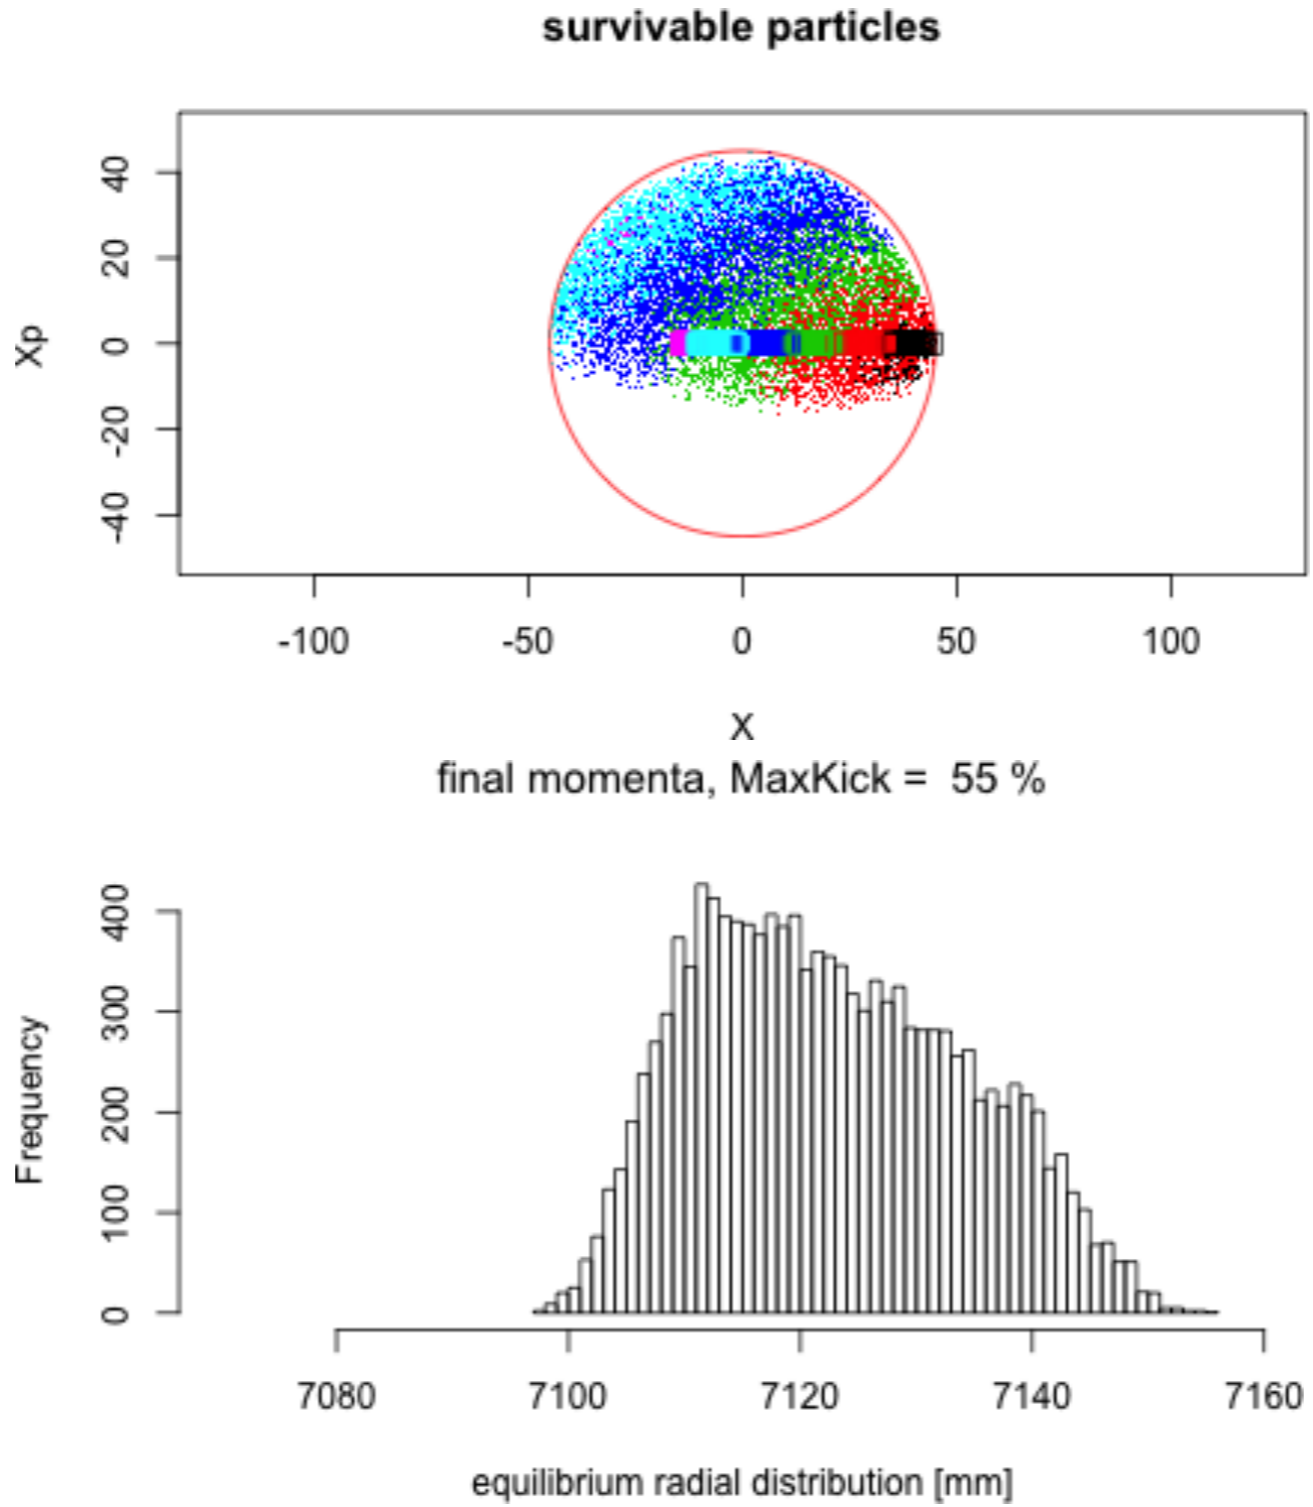 survivable particles
40
20
0
-20
-40
Xp
-100 -50 0 50 100
X
final momenta, MaxKick = 55 %
400
300
200
100
0
Frequency
7080 7100 7120 7140 7160
equilibrium radial distribution [mm]